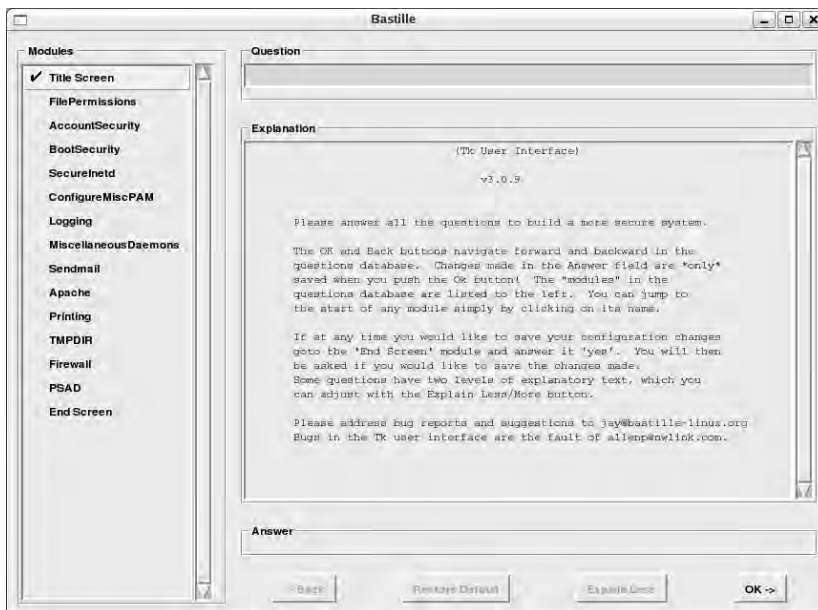 Bastille
Modules
Title Screen
FilePermissions
AccountSecurity
BootSecurity
SecureInetd
ConfigureMiscPAM
Logging
MiscellaneousDaemons
Sendmail
Apache
Printing
TMPDIR
Firewall
PSAD
End Screen
Question
Explanation
(Tk User Interface)
v3.0.9
Please answer all the questions to build a more secure system.
The OK and Back buttons navigate forward and backward in the
questions database. Changes made in the Answer field are *only*
saved when you push the Ok button! The "modules" in the
questions database are listed to the left. You can jump to
the start of any module simply by clicking on its name.
If at any time you would like to save your configuration changes
goto the 'End Screen' module and answer it 'yes'. You will then
be asked if you would like to save the changes made.
Some questions have two levels of explanatory text, which you
can adjust with the Explain Less/More button.
Please address bug reports and suggestions to jay@bastille-linux.org
Bugs in the Tk user interface are the fault of allenp@nwlink.com.
Answer
<- Back
Restore Default
Explain Less
OK ->